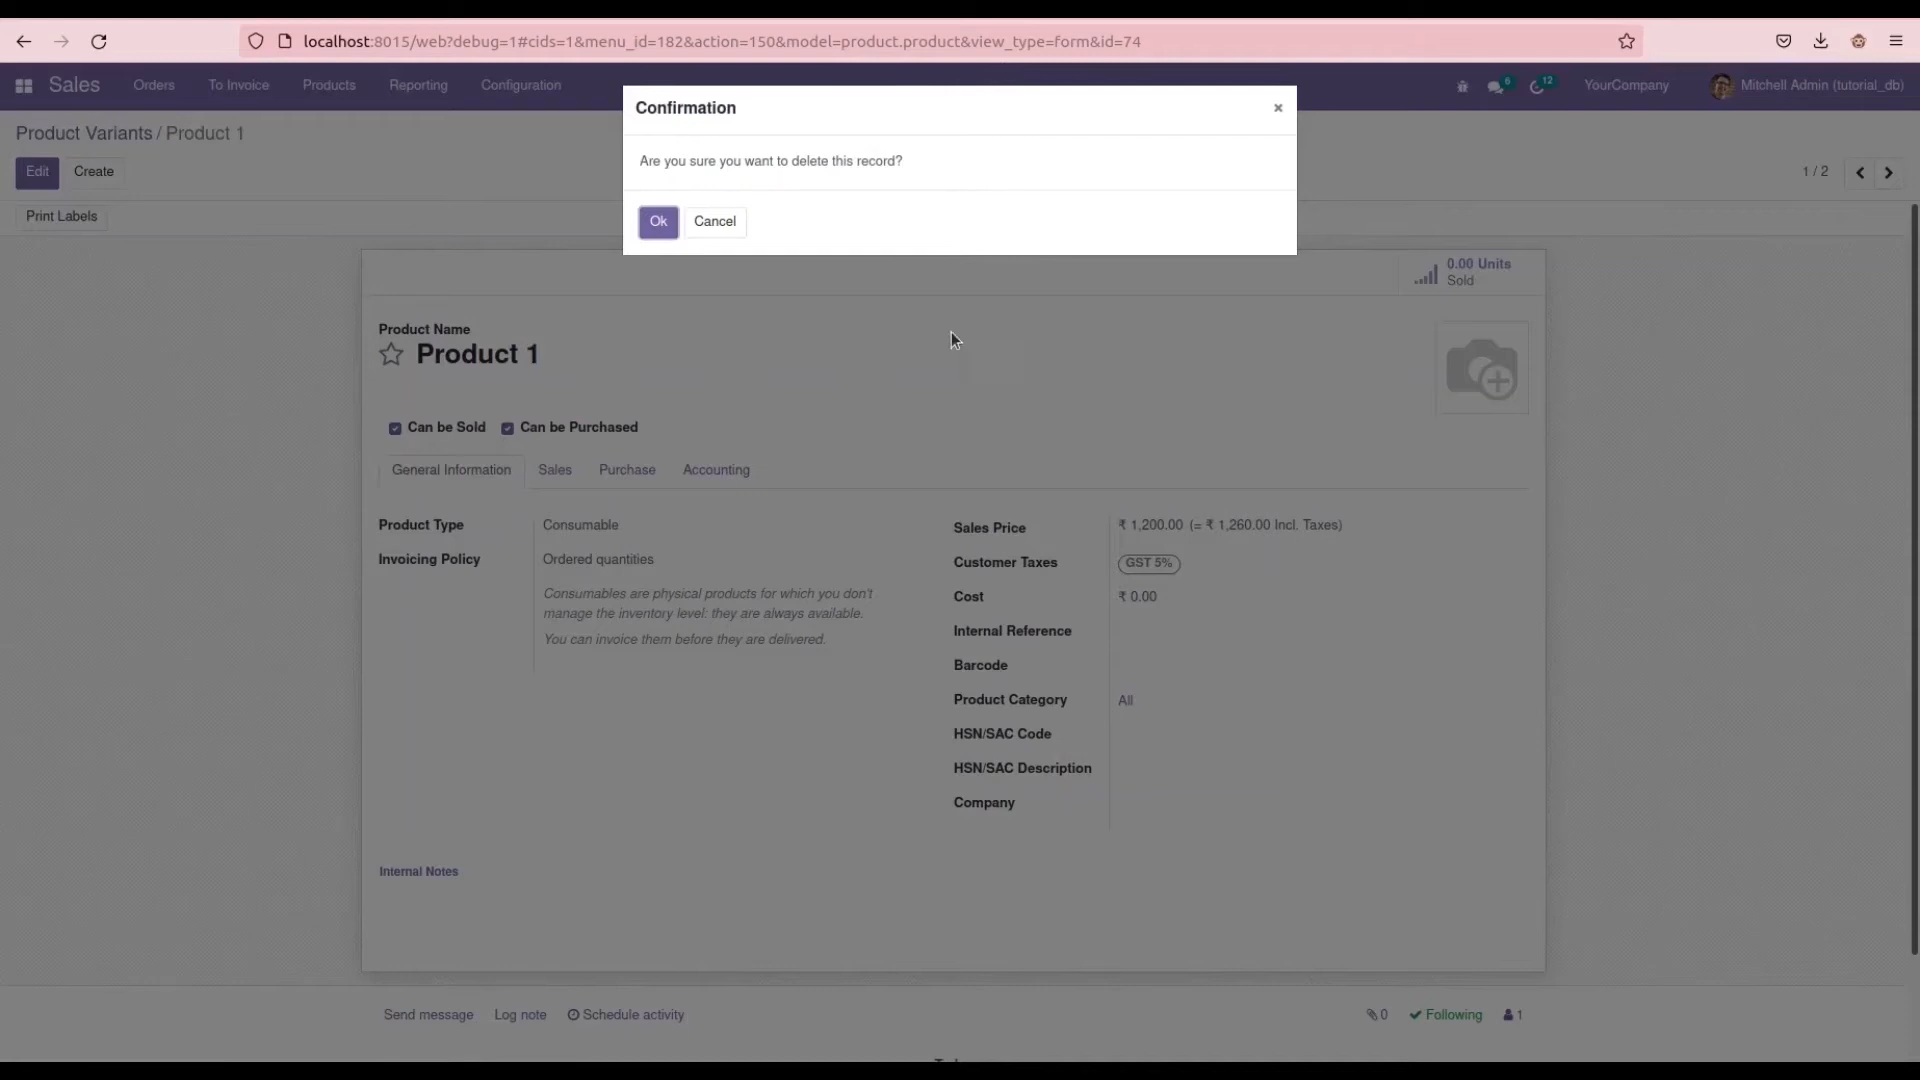 localhost:8015/web?debug=1#cids=1&menu_id=182&action=150&model=product.product&view_type=form&id=74
Sales Orders To Invoice Products Reporting Configuration 6 12 YourCompany Mitchell Admin (tutorial_db)
Confirmation ×
Product Variants / Product 1
Are you sure you want to delete this record?
Edit Create 1 / 2
Print Labels
Ok Cancel
0.00 Units
Sold
Product Name
Product 1
Can be Sold Can be Purchased
General Information Sales Purchase Accounting
Product Type Consumable
Invoicing Policy Ordered quantities
Consumables are physical products for which you don't
manage the inventory level: they are always available.
You can invoice them before they are delivered.
Sales Price ₹ 1,200.00 (= ₹ 1,260.00 Incl. Taxes)
Customer Taxes GST 5%
Cost ₹ 0.00
Internal Reference
Barcode
Product Category All
HSN/SAC Code
HSN/SAC Description
Company
Internal Notes
Send message Log note Schedule activity 0 Following 1